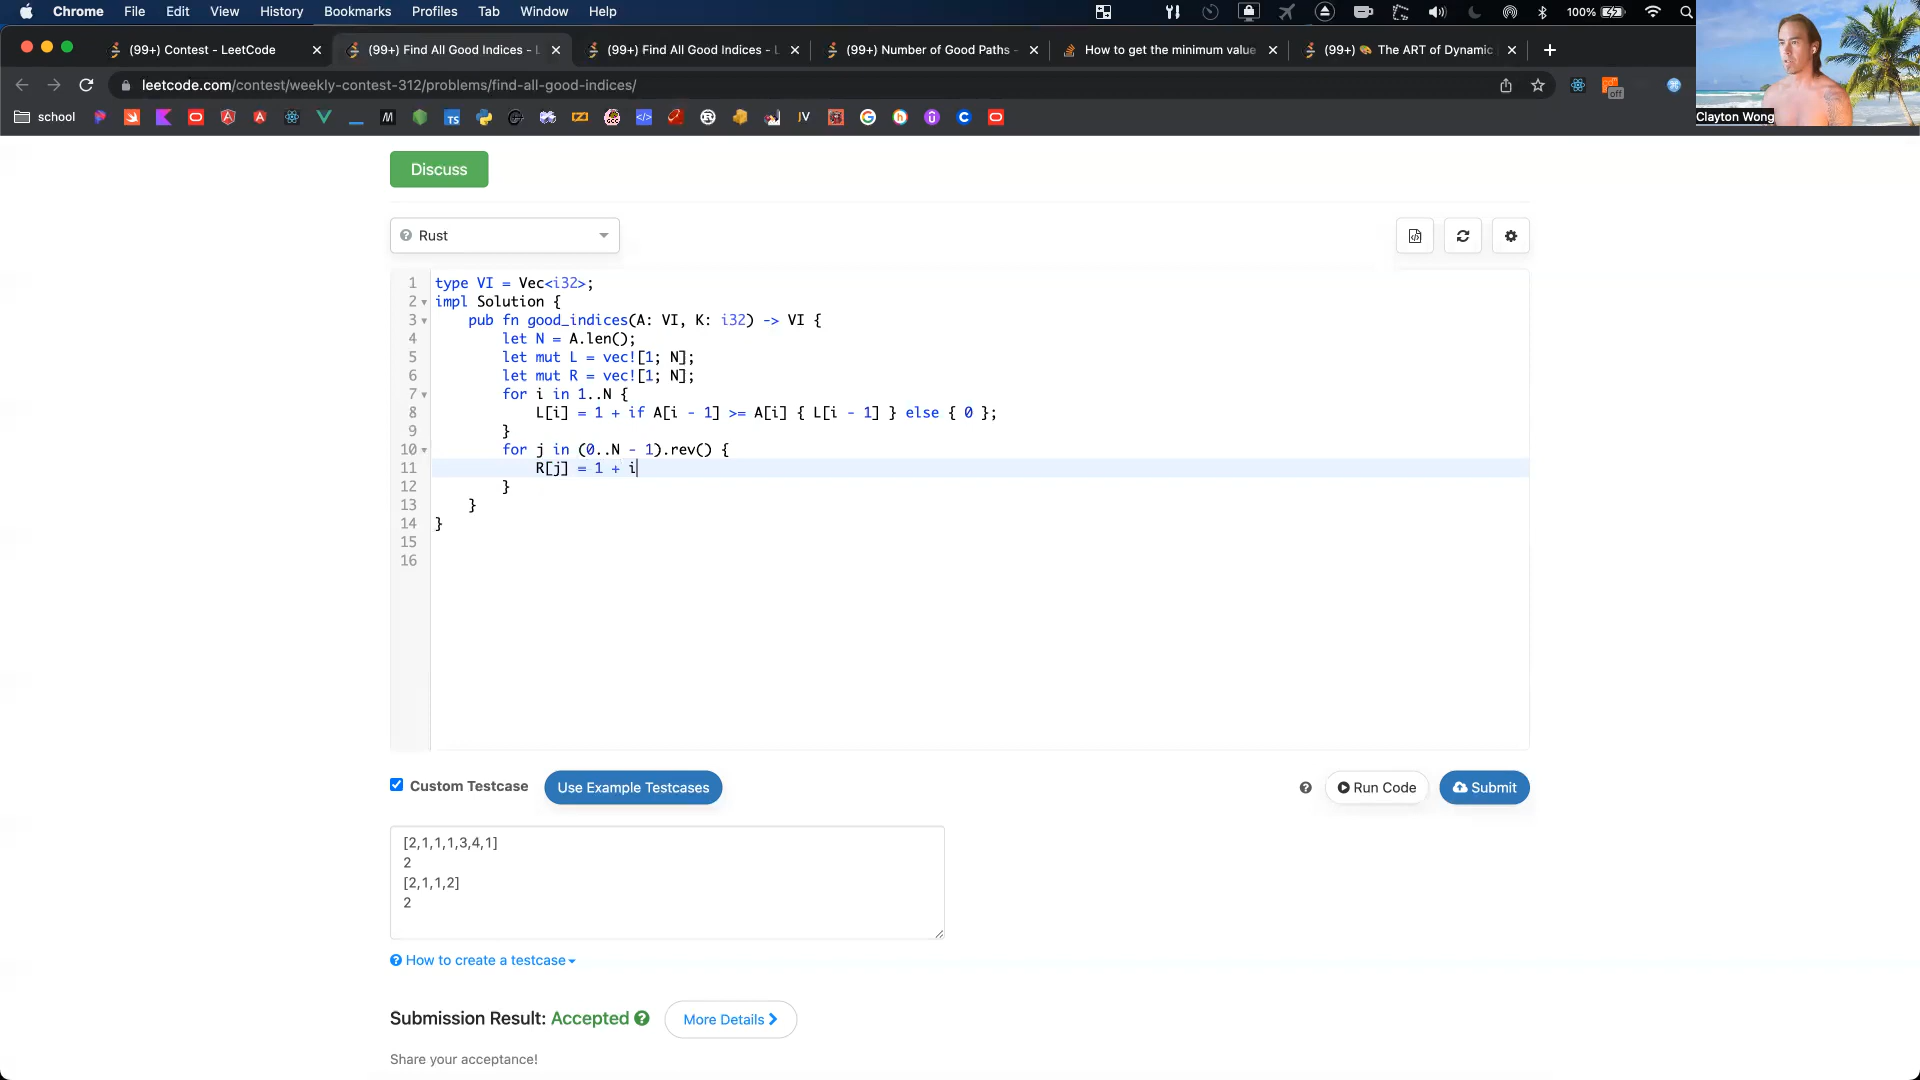 Chrome File Edit View History Bookmarks Profiles Tab Window Help 100%
(99+) Contest - LeetCode (99+) Find All Good Indices - L (99+) Find All Good Indices - L (99+) Number of Good Paths - How to get the minimum value (99+) The ART of Dynamic
leetcode.com/contest/weekly-contest-312/problems/find-all-good-indices/
off
school M TS JV
Clayton Wong
Discuss
Rust
1 type VI = Vec<i32>;
2 impl Solution {
3 pub fn good_indices(A: VI, K: i32) -> VI {
4 let N = A.len();
5 let mut L = vec![1; N];
6 let mut R = vec![1; N];
7 for i in 1..N {
8 L[i] = 1 + if A[i - 1] >= A[i] { L[i - 1] } else { 0 };
9 }
10 for j in (0..N - 1).rev() {
11 R[j] = 1 + i
12 }
13 }
14 }
15
16
Custom Testcase Use Example Testcases Run Code Submit
[2,1,1,1,3,4,1]
2
[2,1,1,2]
2
How to create a testcase
Submission Result: Accepted More Details
Share your acceptance!